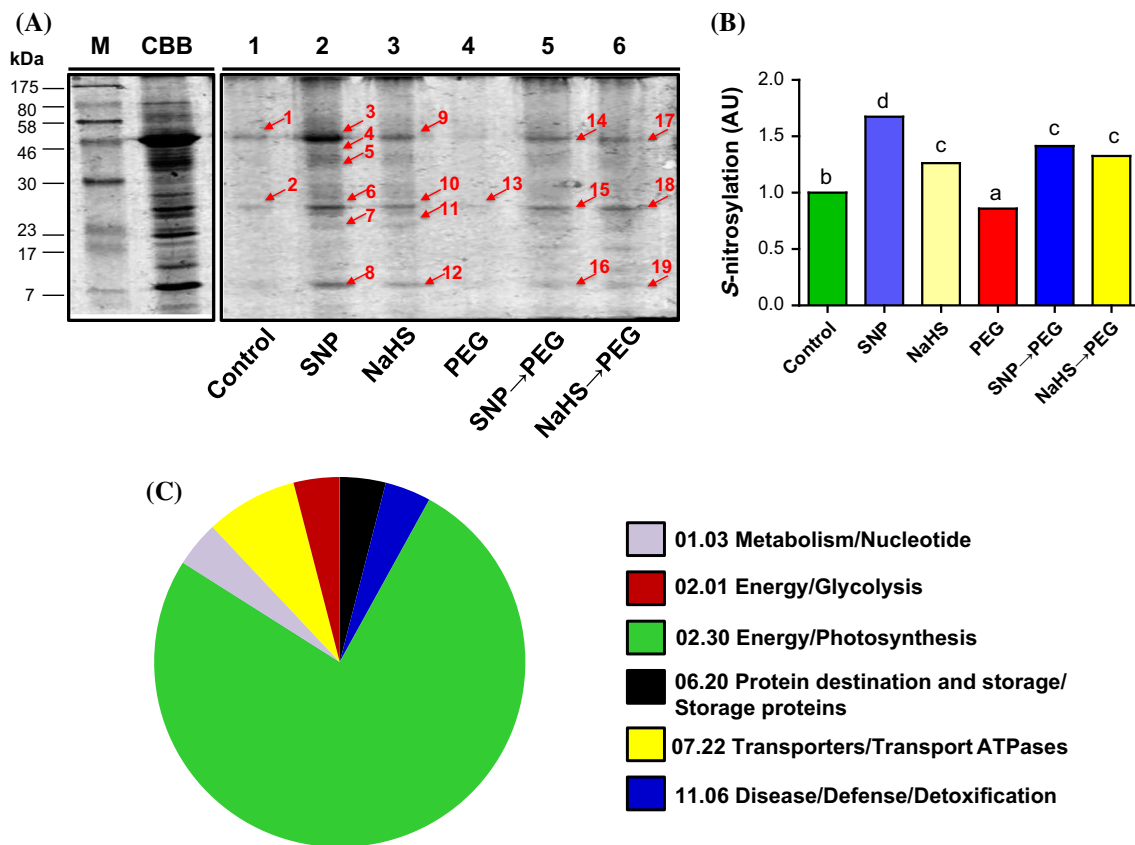 (A)
kDa
M CBB 1 2 3 4 5 6
175
80
58
46
30
23
17
7
1
2
3
4
5
6
7
8
9
10
11
12
13
14
15
16
17
18
19
Control SNP NaHS PEG SNP→PEG NaHS→PEG
(B)
S-nitrosylation (AU)
2.0
1.5
1.0
0.5
0.0
b d c a c c
Control SNP NaHS PEG SNP→PEG NaHS→PEG
(C)
01.03 Metabolism/Nucleotide
02.01 Energy/Glycolysis
02.30 Energy/Photosynthesis
06.20 Protein destination and storage/
Storage proteins
07.22 Transporters/Transport ATPases
11.06 Disease/Defense/Detoxification